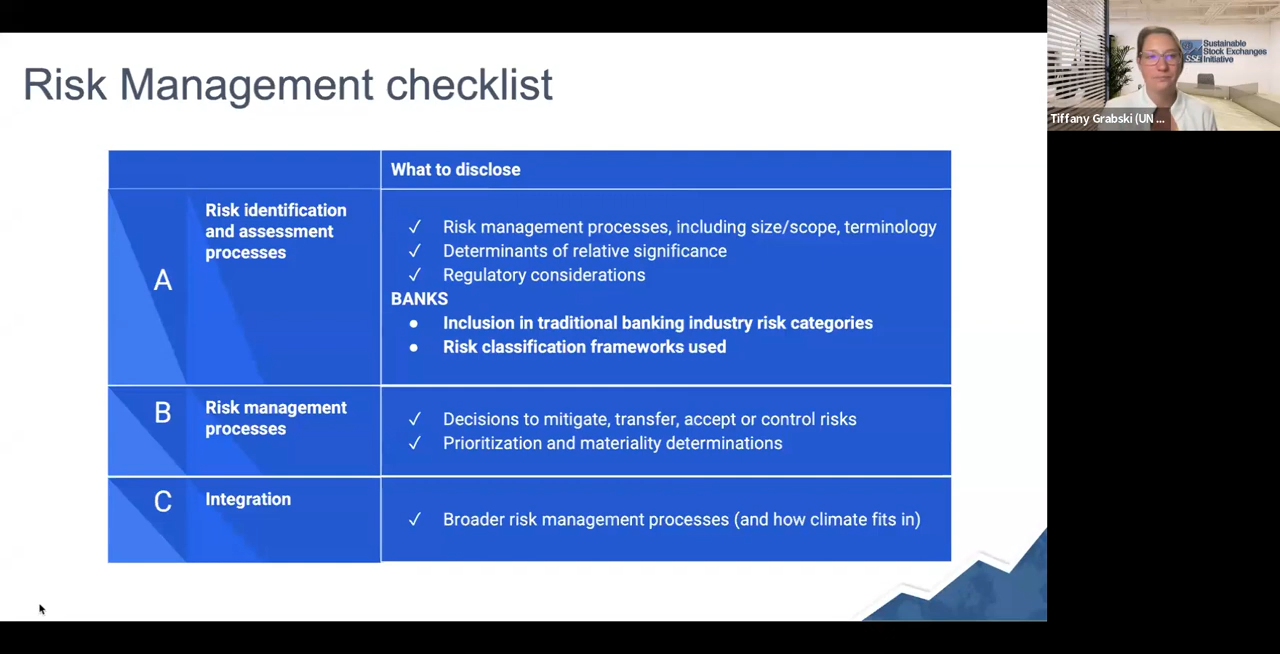 Risk Management checklist
What to disclose
A
Risk identification
and assessment
processes
✓ Risk management processes, including size/scope, terminology
✓ Determinants of relative significance
✓ Regulatory considerations
BANKS
● Inclusion in traditional banking industry risk categories
● Risk classification frameworks used
B
Risk management
processes
✓ Decisions to mitigate, transfer, accept or control risks
✓ Prioritization and materiality determinations
C
Integration
✓ Broader risk management processes (and how climate fits in)
Sustainable
Stock Exchanges
Initiative
SSE
Tiffany Grabski (UN ...